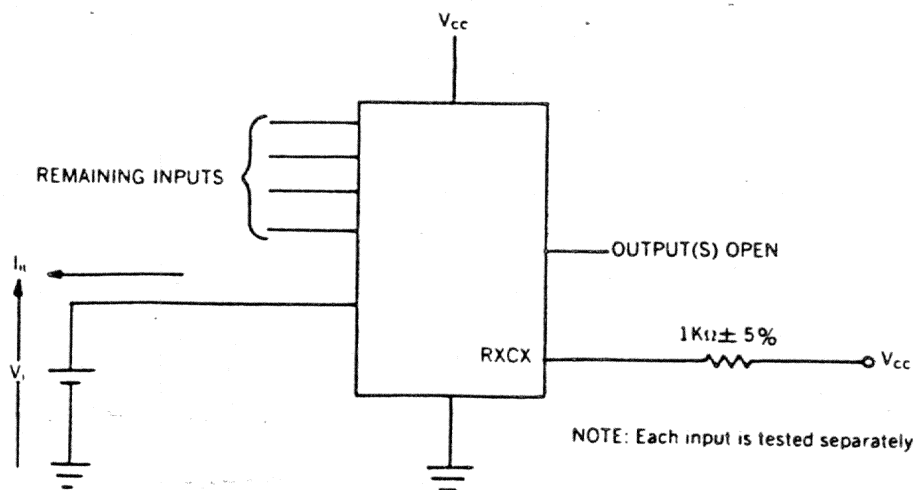 Vcc
REMAINING INPUTS
OUTPUT(S) OPEN
1KΩ± 5%
RXCX
Vcc
NOTE: Each input is tested separately